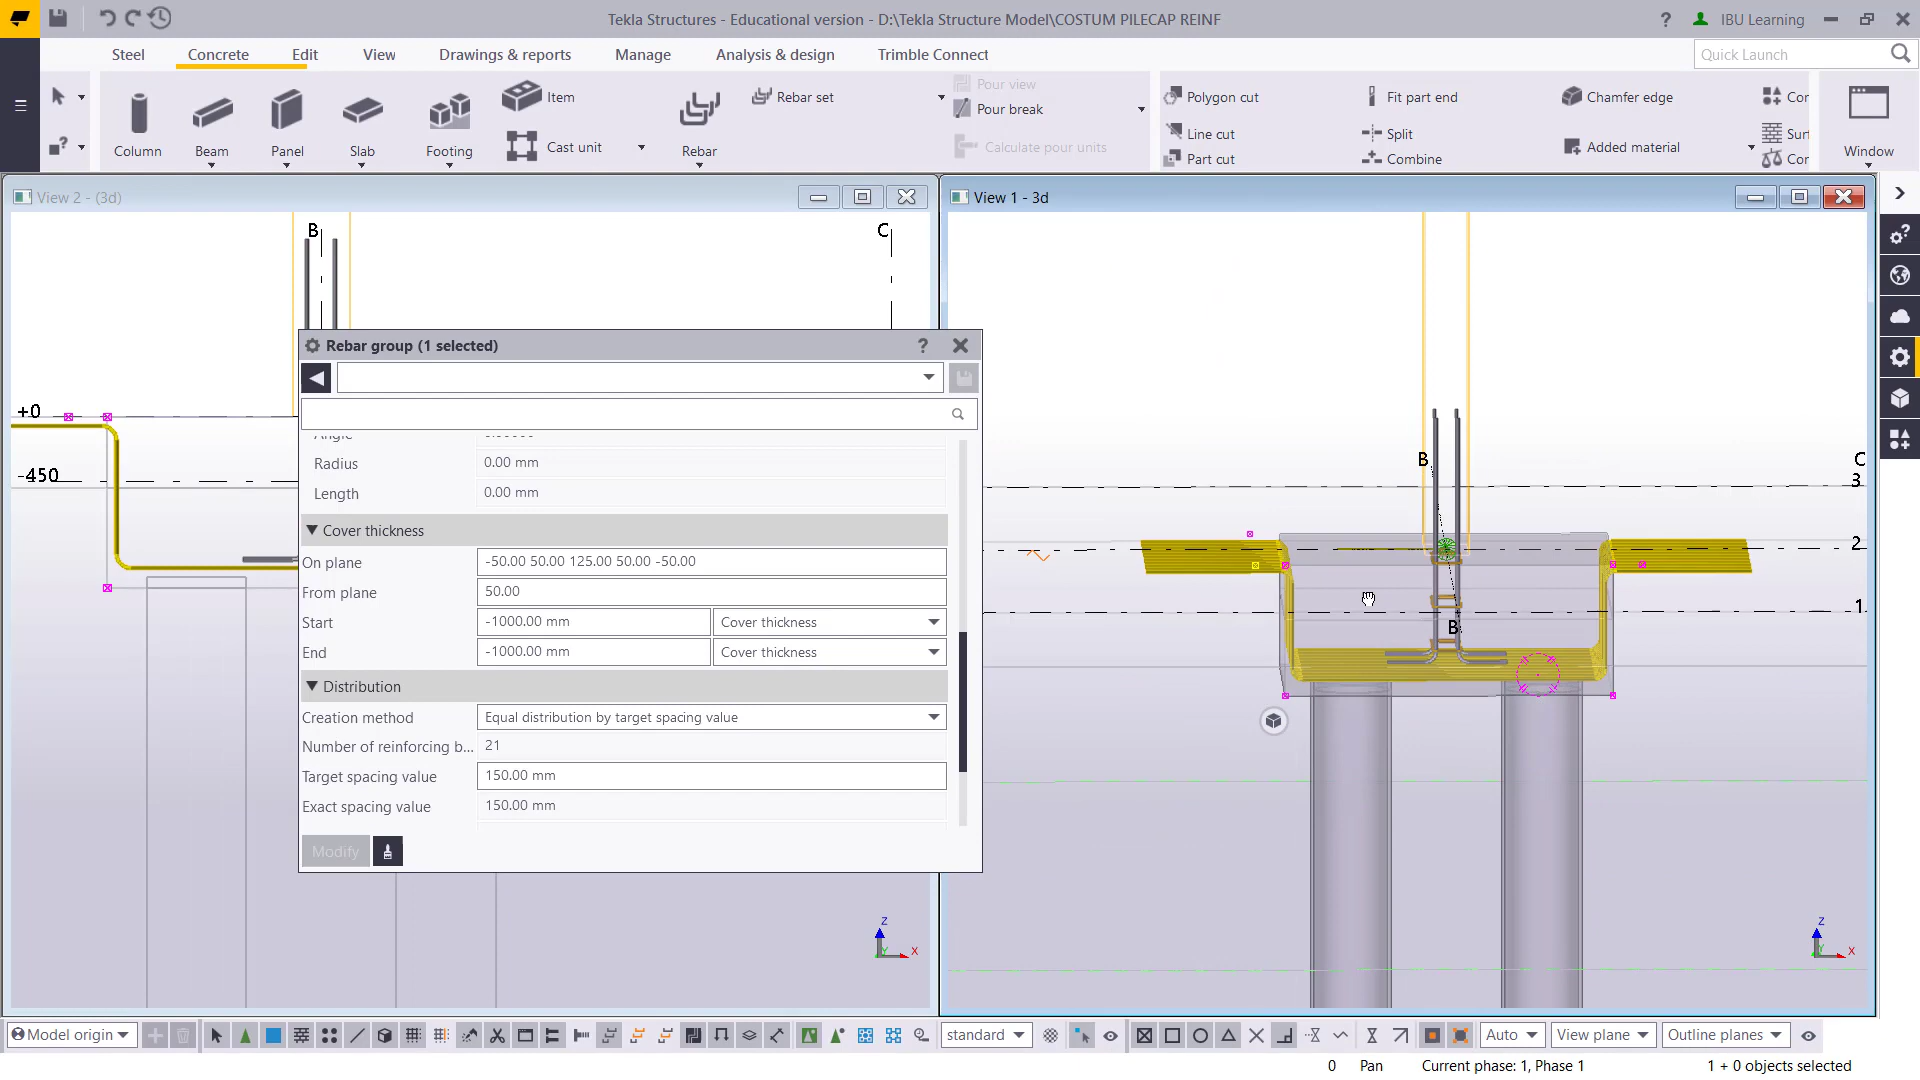 Tekla Structures - Educational version - D:\Tekla Structure Model\COSTUM PILECAP REINF
? IBU Learning
Steel Concrete Edit View Drawings & reports Manage Analysis & design Trimble Connect
Quick Launch
Column Beam Panel Slab Footing Item Cast unit Rebar Rebar set
Pour view
Pour break
Calculate pour units
Polygon cut Fit part end Chamfer edge
Line cut Split Added material
Part cut Combine
Window
View 2 - (3d)
B
C
+0
-450
View 1 - 3d
B
C
3
2
1
B
Rebar group (1 selected)
?
Radius 0.00 mm
Length 0.00 mm
Cover thickness
On plane -50.00 50.00 125.00 50.00 -50.00
From plane 50.00
Start -1000.00 mm Cover thickness
End -1000.00 mm Cover thickness
Distribution
Creation method Equal distribution by target spacing value
Number of reinforcing b... 21
Target spacing value 150.00 mm
Exact spacing value 150.00 mm
Modify
Z
X
Z
X
Model origin standard Auto View plane Outline planes
0 Pan Current phase: 1, Phase 1 1 + 0 objects selected